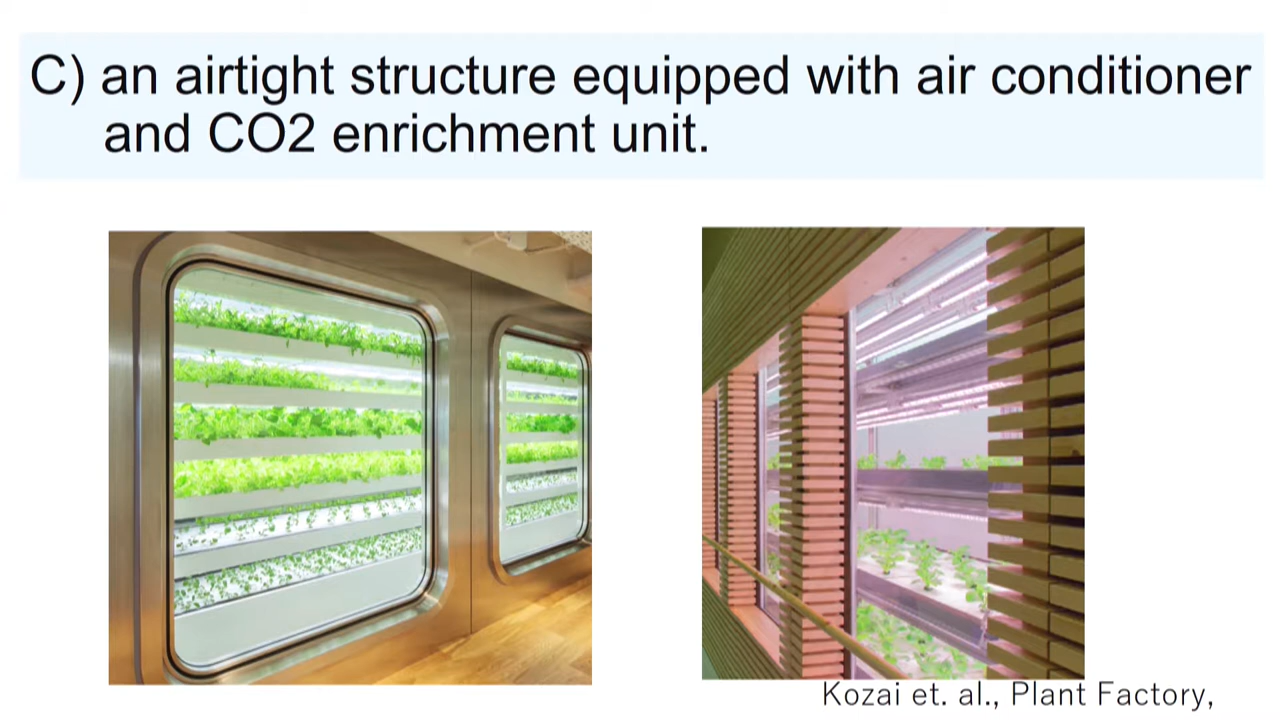 C) an airtight structure equipped with air conditioner
and CO2 enrichment unit.
Kozai et. al., Plant Factory,